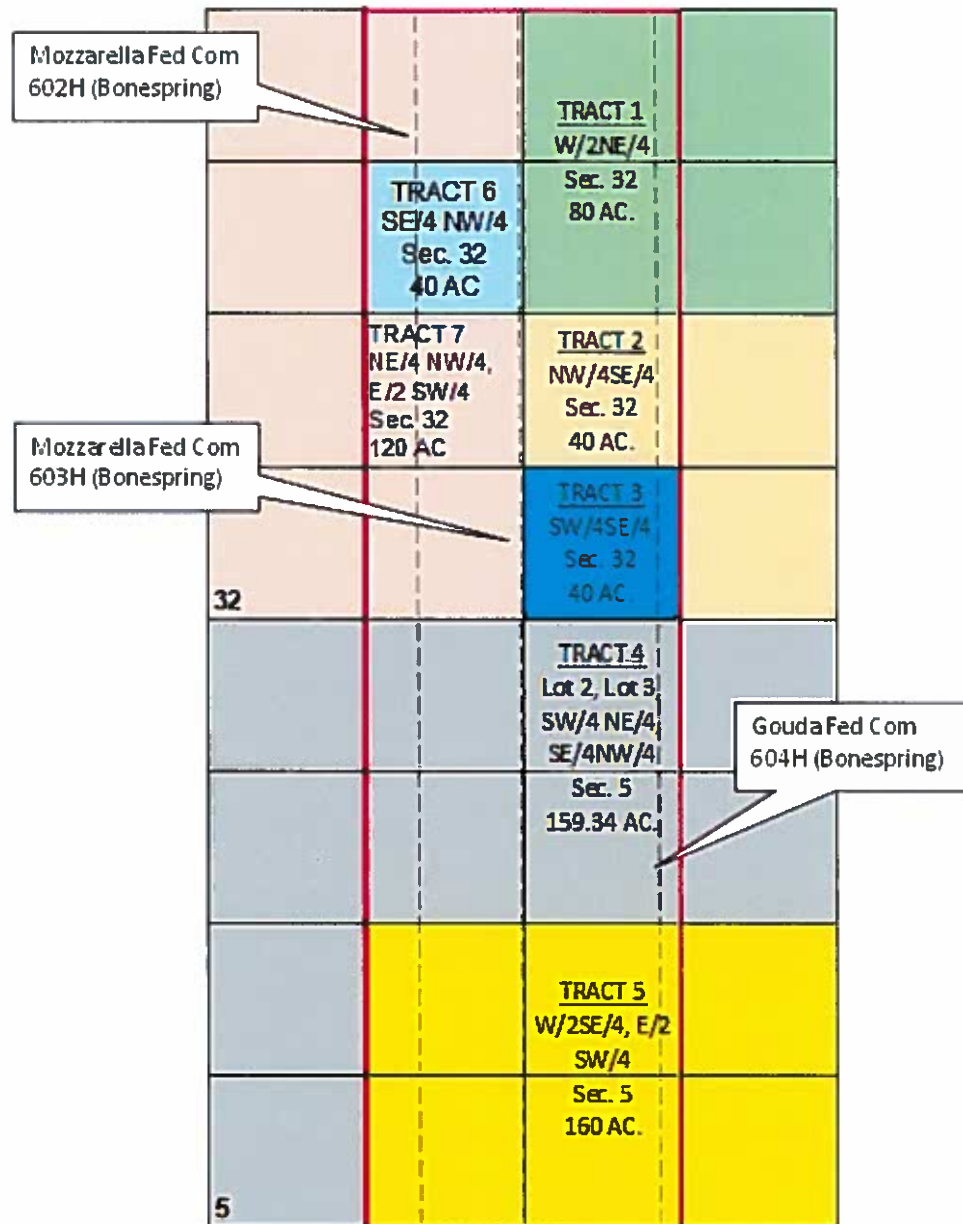 Mozzarella Fed Com
602H (Bonespring)
TRACT 1
W/2NE/4
Sec. 32
80 AC.
TRACT 6
SE/4 NW/4
Sec. 32
40 AC
TRACT 7
NE/4 NW/4,
E/2 SW/4
Sec. 32
120 AC
TRACT 2
NW/4SE/4
Sec. 32
40 AC.
Mozzarella Fed Com
603H (Bonespring)
TRACT 3
SW/4SE/4
Sec. 32
40 AC.
32
TRACT 4
Lot 2, Lot 3,
SW/4 NE/4,
SE/4NW/4
Sec. 5
159.34 AC.
Gouda Fed Com
604H (Bonespring)
TRACT 5
W/2SE/4, E/2
SW/4
Sec. 5
160 AC.
5